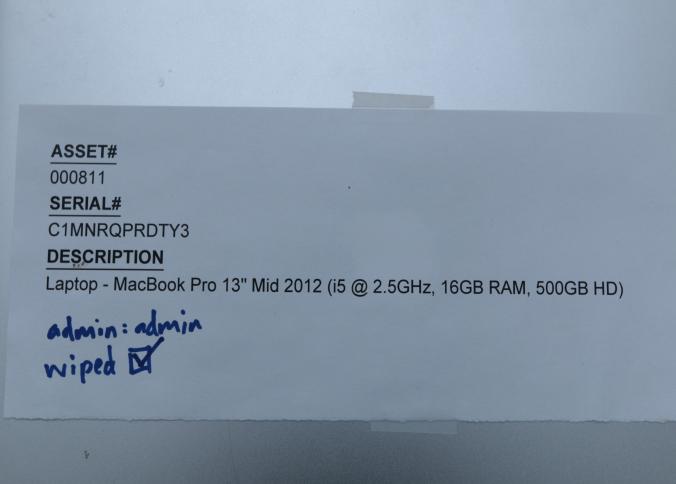 ASSET#
000811
SERIAL#
C1MNRQPRDTY3
DESCRIPTION
Laptop - MacBook Pro 13" Mid 2012 (i5 @ 2.5GHz, 16GB RAM, 500GB HD)
admin:admin
wiped ☑